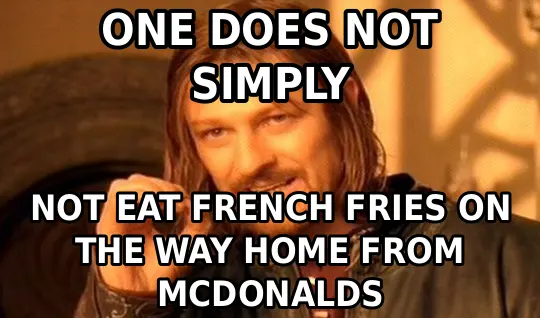 ONE DOES NOT
SIMPLY
NOT EAT FRENCH FRIES ON
THE WAY HOME FROM
MCDONALDS